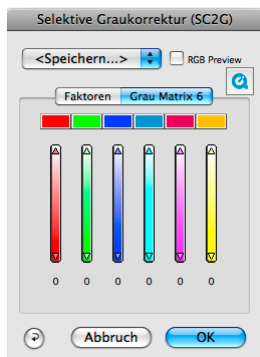 Selektive Graukorrektur (SC2G)
<Speichern...> RGB Preview
Faktoren Grau Matrix 6
0 0 0 0 0 0
Abbruch OK